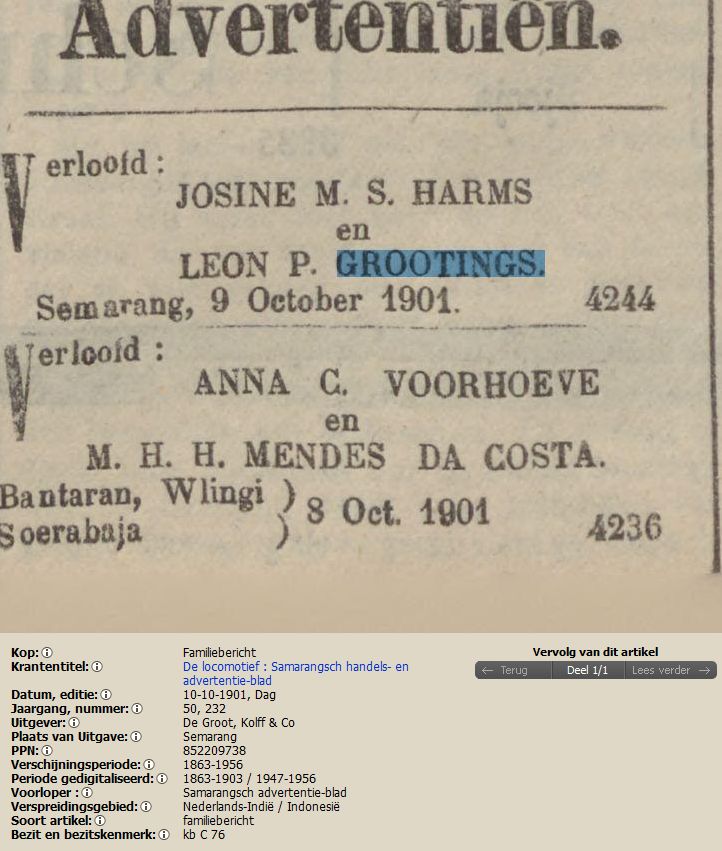 Advertentiën.
Verloofd :
JOSINE M. S. HARMS
en
LEON P. GROOTINGS.
Semarang, 9 October 1901. 4244
Verloofd :
ANNA C. VOORHOEVE
en
M. H. H. MENDES DA COSTA.
Bantaran, Wlingi )
Soerabaja ) 8 Oct. 1901 4236
Kop: Familiebericht
Krantentitel: De locomotief : Samarangsch handels- en
advertentie-blad
Datum, editie: 10-10-1901, Dag
Jaargang, nummer: 50, 232
Uitgever: De Groot, Kolff & Co
Plaats van Uitgave: Semarang
PPN: 852209738
Verschijningsperiode: 1863-1956
Periode gedigitaliseerd: 1863-1903 / 1947-1956
Voorloper : Samarangsch advertentie-blad
Verspreidingsgebied: Nederlands-Indië / Indonesië
Soort artikel: familiebericht
Bezit en bezitskenmerk: kb C 76
Vervolg van dit artikel
← Terug Deel 1/1 Lees verder →